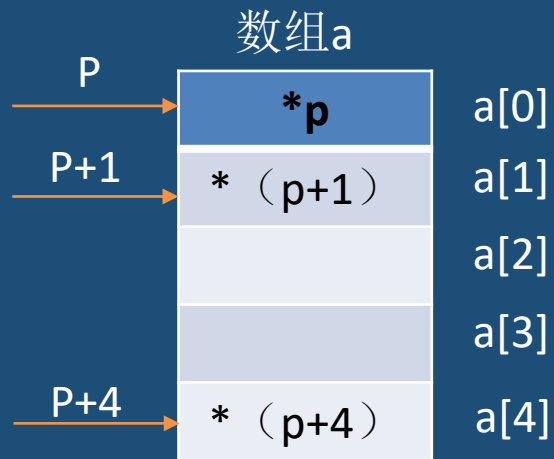 数组a
P
*p
a[0]
P+1
*（p+1）
a[1]
a[2]
a[3]
P+4
*（p+4）
a[4]